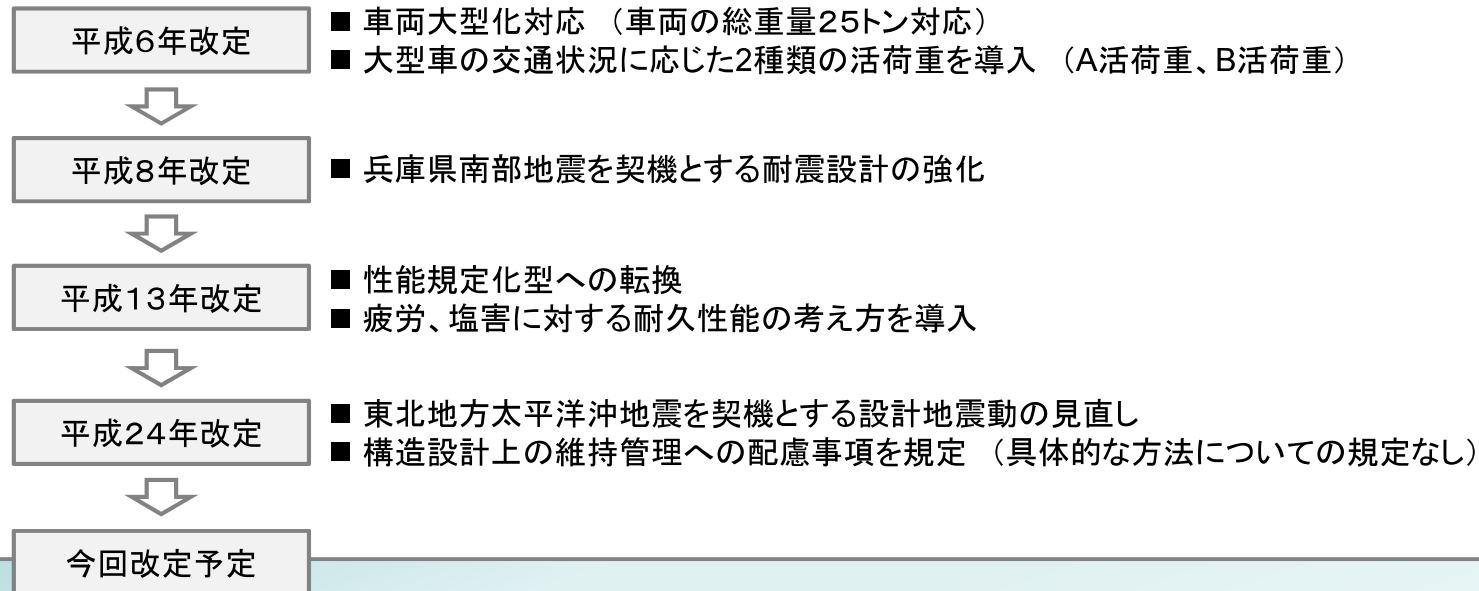 平成6年改定
■ 車両大型化対応 （車両の総重量25トン対応）
■ 大型車の交通状況に応じた2種類の活荷重を導入 （A活荷重、B活荷重）
平成8年改定
■ 兵庫県南部地震を契機とする耐震設計の強化
平成13年改定
■ 性能規定化型への転換
■ 疲労、塩害に対する耐久性能の考え方を導入
平成24年改定
■ 東北地方太平洋沖地震を契機とする設計地震動の見直し
■ 構造設計上の維持管理への配慮事項を規定 （具体的な方法についての規定なし）
今回改定予定